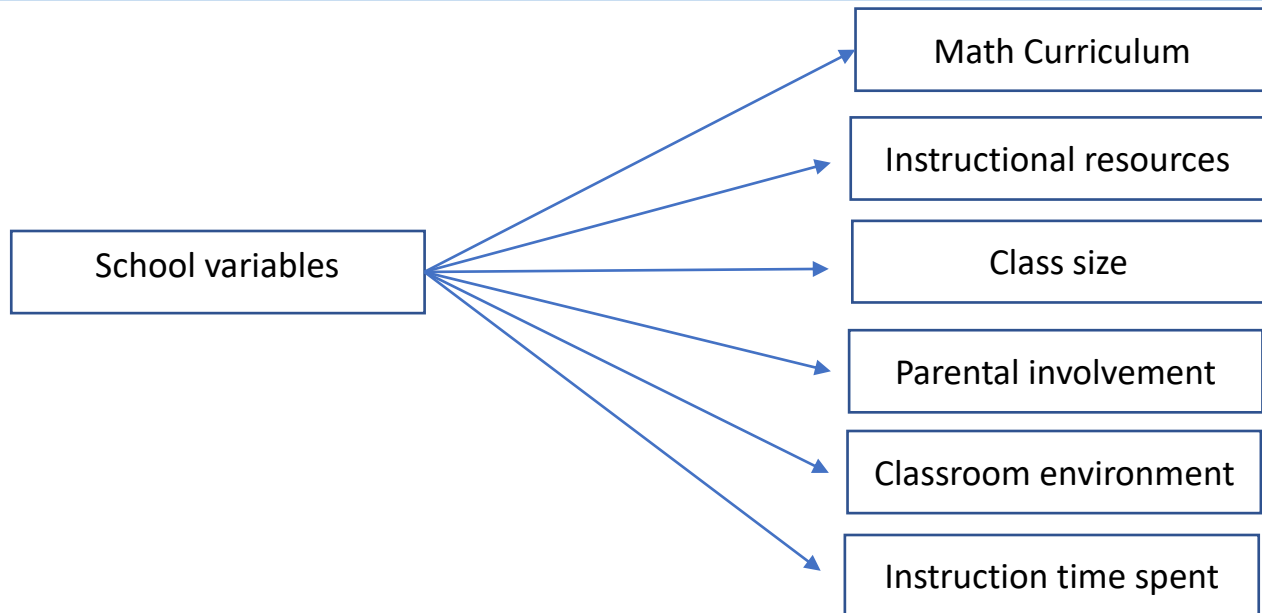 Math Curriculum
Instructional resources
School variables
Class size
Parental involvement
Classroom environment
Instruction time spent